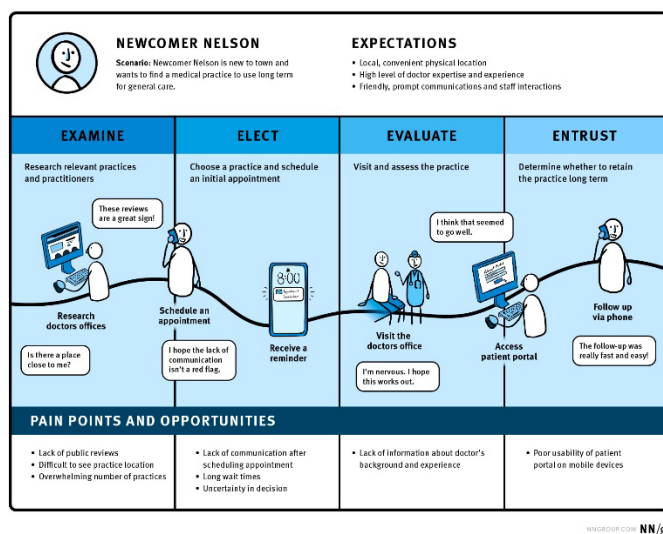 NEWCOMER NELSON
Scenario: Newcomer Nelson is new to town and
wants to find a medical practice to use long term
for general care.
EXPECTATIONS
• Local, convenient physical location
• High level of doctor expertise and experience
• Friendly, prompt communications and staff interactions
EXAMINE
Research relevant practices
and practitioners
These reviews
are a great sign!
Research
doctors offices
Is there a place
close to me?
ELECT
Choose a practice and schedule
an initial appointment
Schedule an
appointment
I hope the lack of
communication
isn't a red flag.
8:00
Receive a
reminder
EVALUATE
Visit and assess the practice
I think that seemed
to go well.
Visit the
doctors office
I'm nervous. I hope
this works out.
Access
patient portal
ENTRUST
Determine whether to retain
the practice long term
Follow up
via phone
The follow-up was
really fast and easy!
PAIN POINTS AND OPPORTUNITIES
• Lack of public reviews
• Difficult to see practice location
• Overwhelming number of practices
• Lack of communication after
scheduling appointment
• Long wait times
• Uncertainty in decision
• Lack of information about doctor's
background and experience
• Poor usability of patient
portal on mobile devices
NNGROUP.COM NN/g